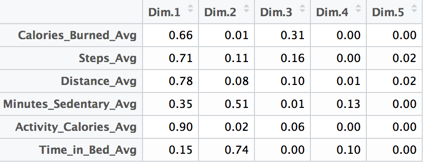 Dim.1 Dim.2 Dim.3 Dim.4 Dim.5
Calories_Burned_Avg 0.66 0.01 0.31 0.00 0.00
Steps_Avg 0.71 0.11 0.16 0.00 0.02
Distance_Avg 0.78 0.08 0.10 0.01 0.02
Minutes_Sedentary_Avg 0.35 0.51 0.01 0.13 0.00
Activity_Calories_Avg 0.90 0.02 0.06 0.00 0.00
Time_in_Bed_Avg 0.15 0.74 0.00 0.10 0.00